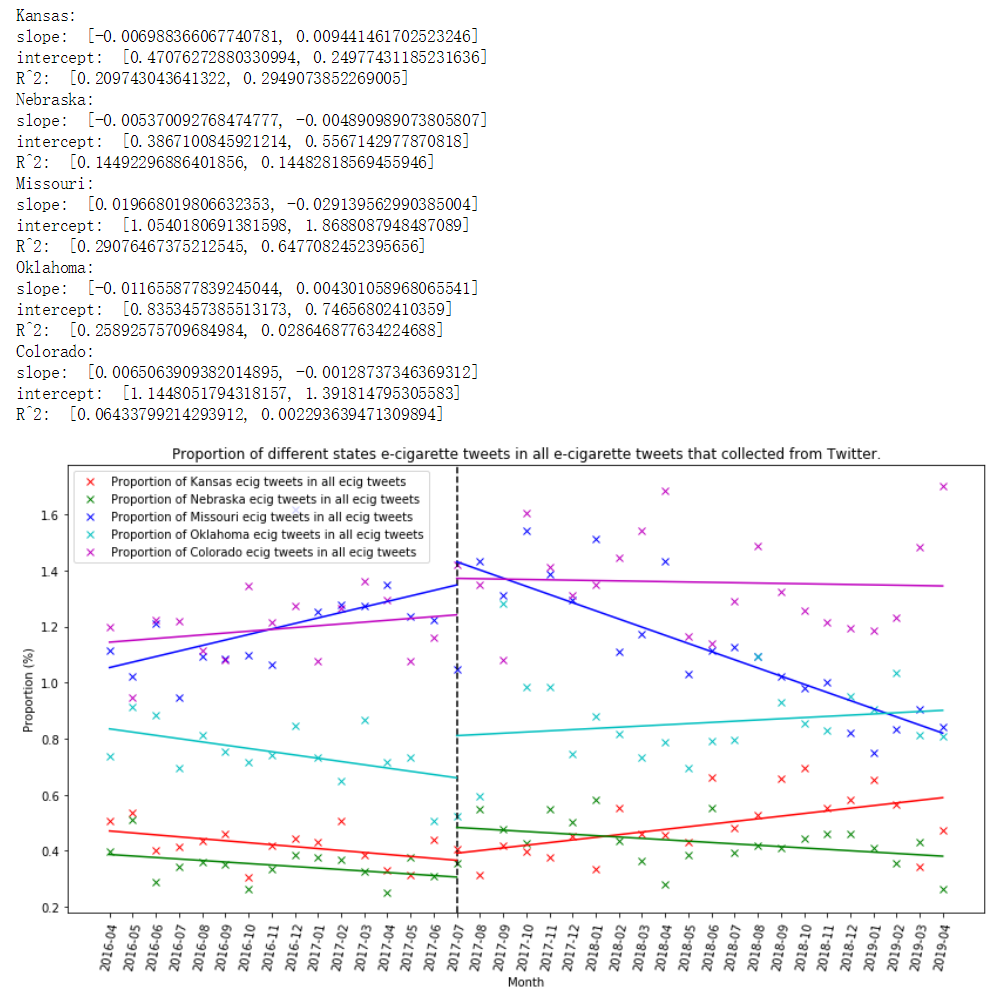 Kansas:
slope:  [-0.006988366067740781, 0.009441461702523246]
intercept:  [0.47076272880330994, 0.24977431185231636]
R^2:  [0.209743043641322, 0.2949073852269005]
Nebraska:
slope:  [-0.005370092768474777, -0.004890989073805807]
intercept:  [0.3867100845921214, 0.5567142977870818]
R^2:  [0.14492296886401856, 0.14482818569455946]
Missouri:
slope:  [0.019668019806632353, -0.029139562990385004]
intercept:  [1.0540180691381598, 1.8688087948487089]
R^2:  [0.29076467375212545, 0.6477082452395656]
Oklahoma:
slope:  [-0.011655877839245044, 0.004301058968065541]
intercept:  [0.8353457385513173, 0.74656802410359]
R^2:  [0.25892575709684984, 0.028646877634224688]
Colorado:
slope:  [0.0065063909382014895, -0.00128737346369312]
intercept:  [1.1448051794318157, 1.391814795305583]
R^2:  [0.06433799214293912, 0.002293639471309894]
Proportion of different states e-cigarette tweets in all e-cigarette tweets that collected from Twitter.
Proportion of Kansas ecig tweets in all ecig tweets
Proportion of Nebraska ecig tweets in all ecig tweets
Proportion of Missouri ecig tweets in all ecig tweets
Proportion of Oklahoma ecig tweets in all ecig tweets
Proportion of Colorado ecig tweets in all ecig tweets
Proportion (%)
1.6
1.4
1.2
1.0
0.8
0.6
0.4
0.2
2016-04
2016-05
2016-06
2016-07
2016-08
2016-09
2016-10
2016-11
2016-12
2017-01
2017-02
2017-03
2017-04
2017-05
2017-06
2017-07
2017-08
2017-09
2017-10
2017-11
2017-12
2018-01
2018-02
2018-03
2018-04
2018-05
2018-06
2018-07
2018-08
2018-09
2018-10
2018-11
2018-12
2019-01
2019-02
2019-03
2019-04
Month